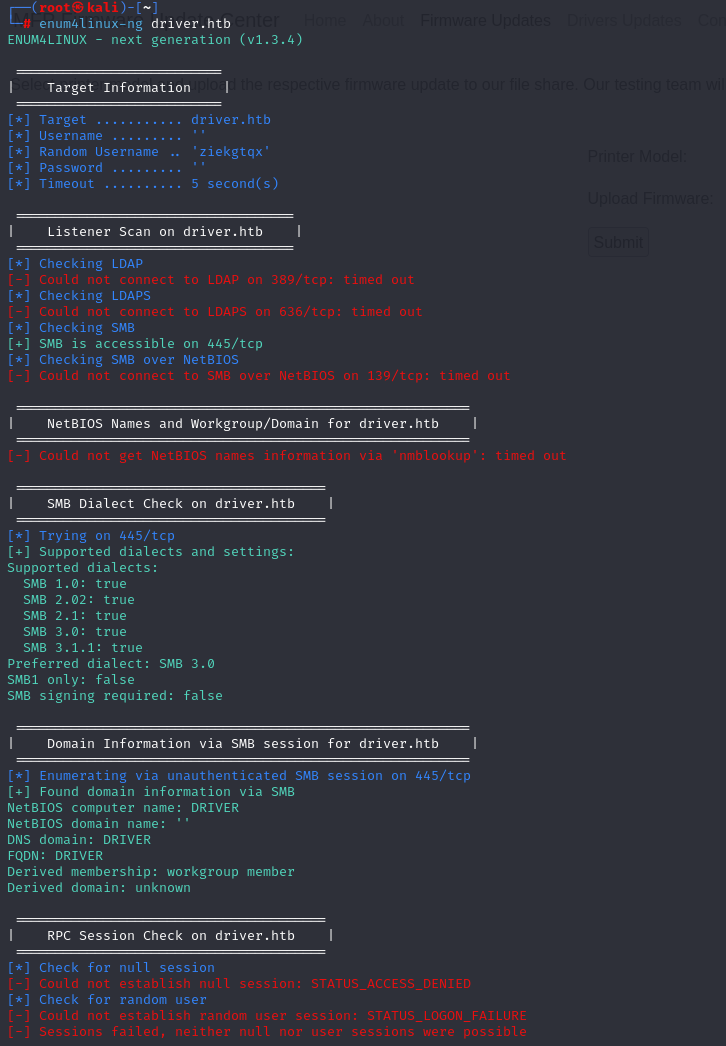 ┌──(root㉿kali)-[~]
└─# enum4linux-ng driver.htb
ENUM4LINUX - next generation (v1.3.4)
MFP Firmware Update Center Home About Firmware Updates Drivers Updates Con
Select printer model and upload the respective firmware update to our file share. Our testing team wil
Printer Model:
Upload Firmware:
Submit
==========================
|    Target Information    |
==========================
[*] Target ........... driver.htb
[*] Username ......... ''
[*] Random Username .. 'ziekgtqx'
[*] Password ......... ''
[*] Timeout .......... 5 second(s)
===================================
|    Listener Scan on driver.htb    |
===================================
[*] Checking LDAP
[-] Could not connect to LDAP on 389/tcp: timed out
[*] Checking LDAPS
[-] Could not connect to LDAPS on 636/tcp: timed out
[*] Checking SMB
[+] SMB is accessible on 445/tcp
[*] Checking SMB over NetBIOS
[-] Could not connect to SMB over NetBIOS on 139/tcp: timed out
=========================================================
|    NetBIOS Names and Workgroup/Domain for driver.htb    |
=========================================================
[-] Could not get NetBIOS names information via 'nmblookup': timed out
=======================================
|    SMB Dialect Check on driver.htb    |
=======================================
[*] Trying on 445/tcp
[+] Supported dialects and settings:
Supported dialects:
  SMB 1.0: true
  SMB 2.02: true
  SMB 2.1: true
  SMB 3.0: true
  SMB 3.1.1: true
Preferred dialect: SMB 3.0
SMB1 only: false
SMB signing required: false
=========================================================
|    Domain Information via SMB session for driver.htb    |
=========================================================
[*] Enumerating via unauthenticated SMB session on 445/tcp
[+] Found domain information via SMB
NetBIOS computer name: DRIVER
NetBIOS domain name: ''
DNS domain: DRIVER
FQDN: DRIVER
Derived membership: workgroup member
Derived domain: unknown
=======================================
|    RPC Session Check on driver.htb    |
=======================================
[*] Check for null session
[-] Could not establish null session: STATUS_ACCESS_DENIED
[*] Check for random user
[-] Could not establish random user session: STATUS_LOGON_FAILURE
[-] Sessions failed, neither null nor user sessions were possible